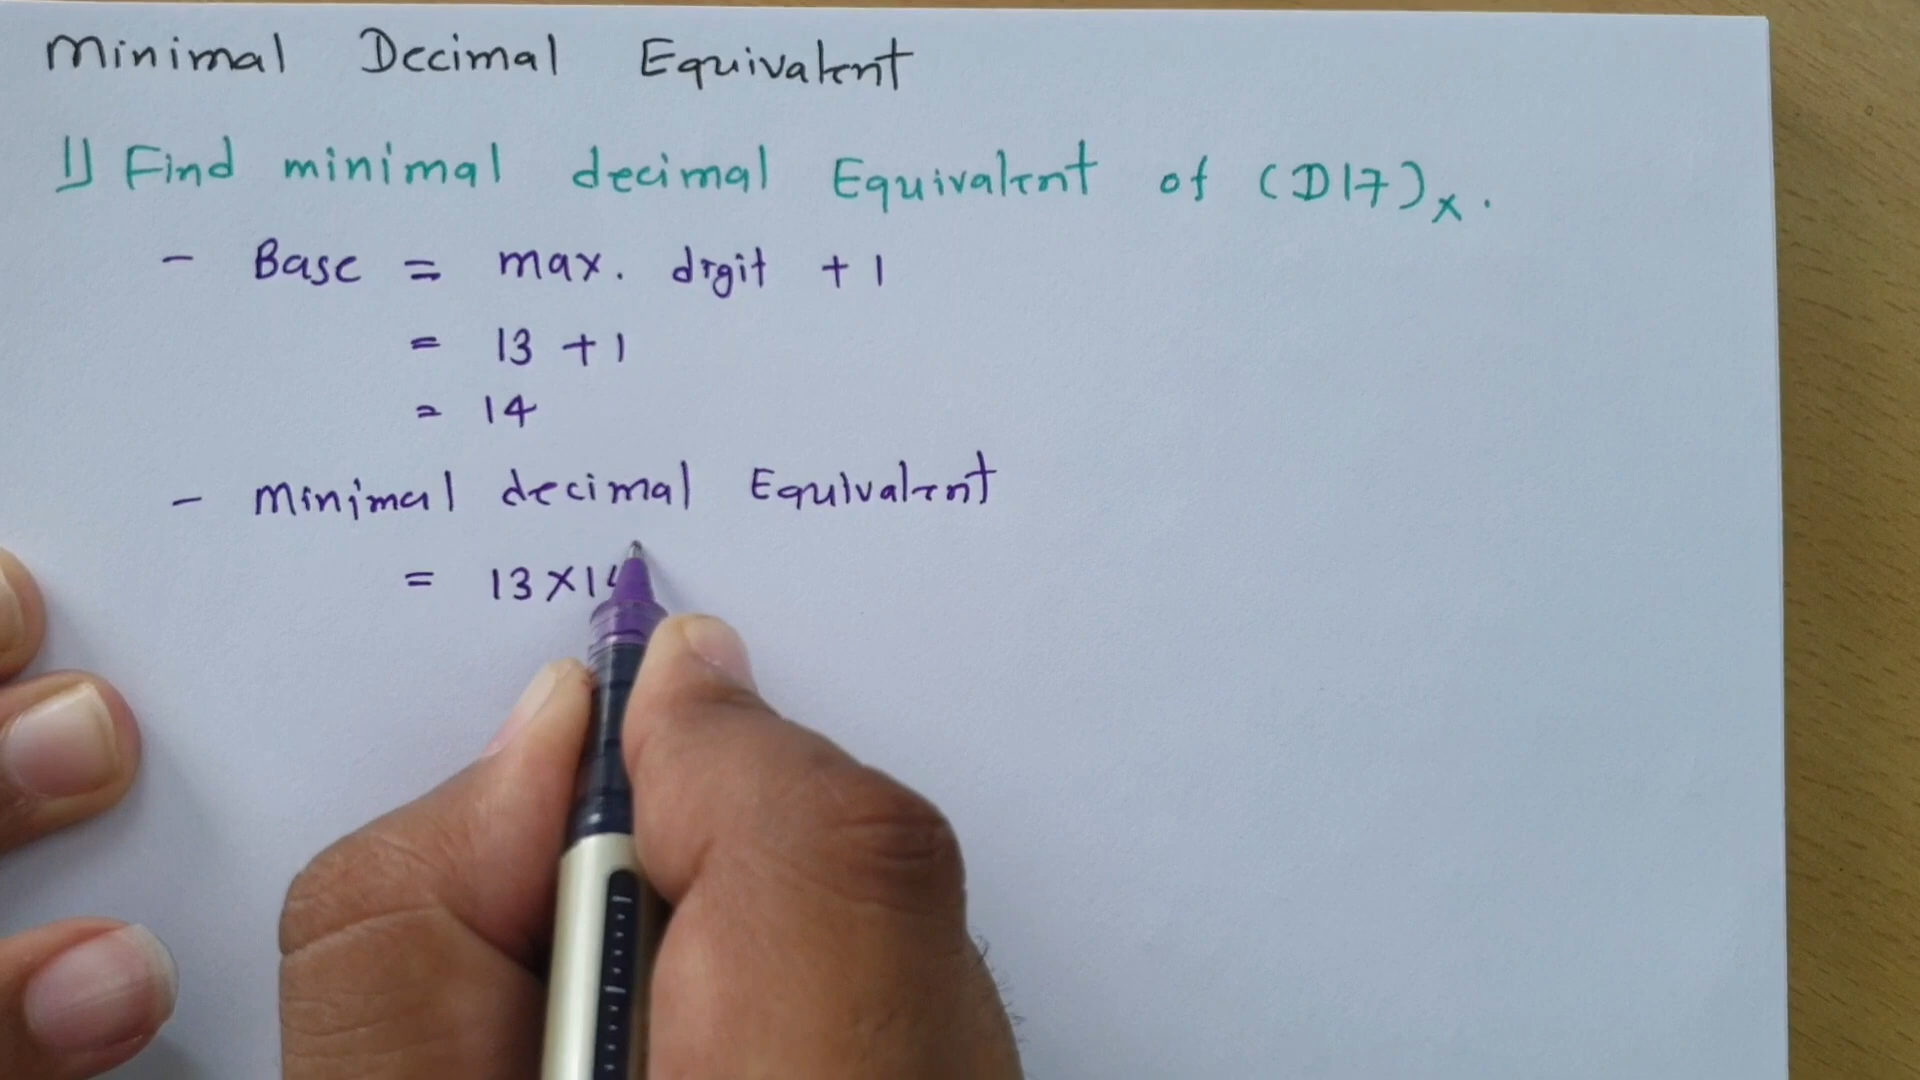 Minimal Decimal Equivalent
1) Find minimal decimal Equivalent of (D17)x.
- Base = max. digit + 1
= 13 + 1
= 14
- Minimal decimal Equivalent
= 13 × 14